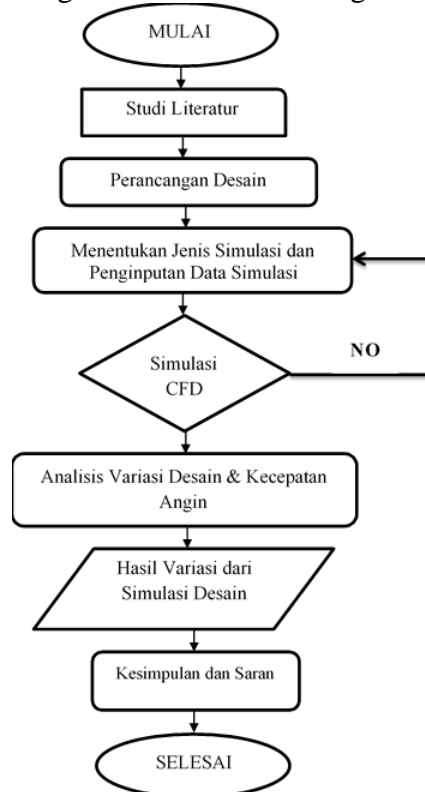 MULAI
Studi Literatur
Perancangan Desain
Menentukan Jenis Simulasi dan
Penginputan Data Simulasi
NO
Simulasi
CFD
Analisis Variasi Desain & Kecepatan
Angin
Hasil Variasi dari
Simulasi Desain
Kesimpulan dan Saran
SELESAI